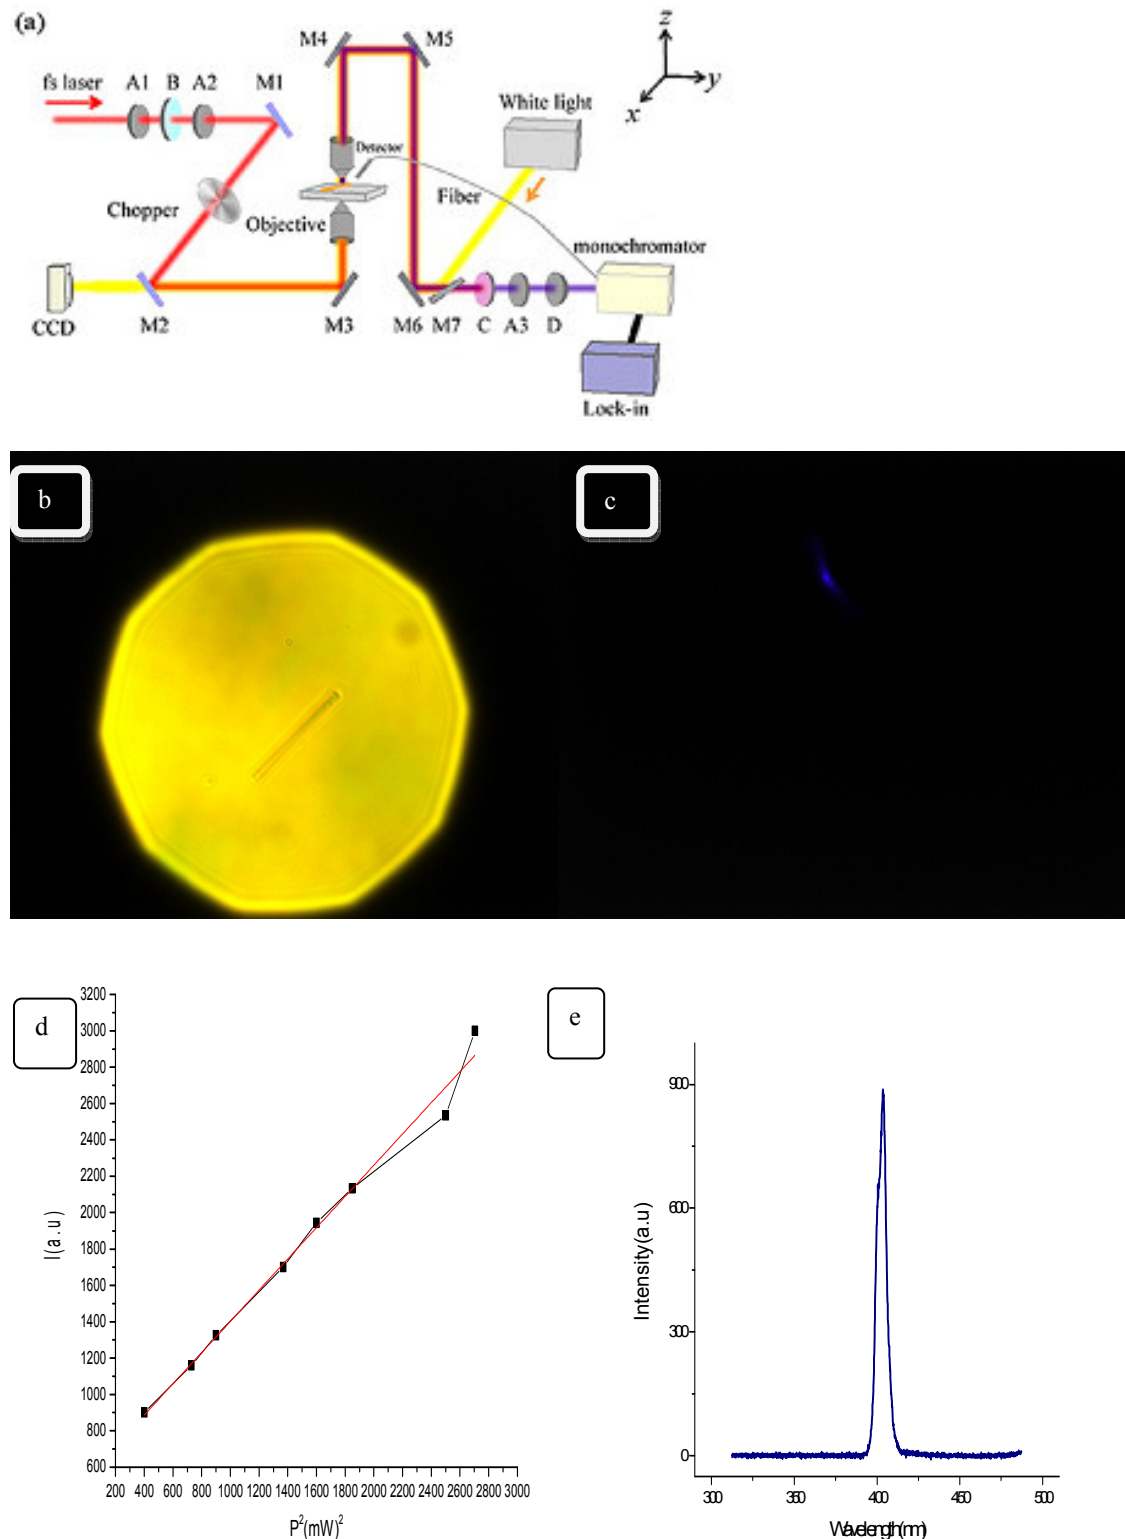 (a)
M4
M5
z
y
x
fs laser
A1
B
A2
M1
White light
Detector
Chopper
Objective
Fiber
monochromator
CCD
M2
M3
M6
M7
C
A3
D
Lock-in
b
c
d
3200
3000
2800
2600
2400
2200
2000
1800
1600
1400
1200
1000
800
600
I(a.u)
200 400 600 800 1000 1200 1400 1600 1800 2000 2200 2400 2600 2800 3000
P²(mW)²
e
900
600
300
0
Intensity(a.u)
300 350 400 450 500
Wavelength(nm)